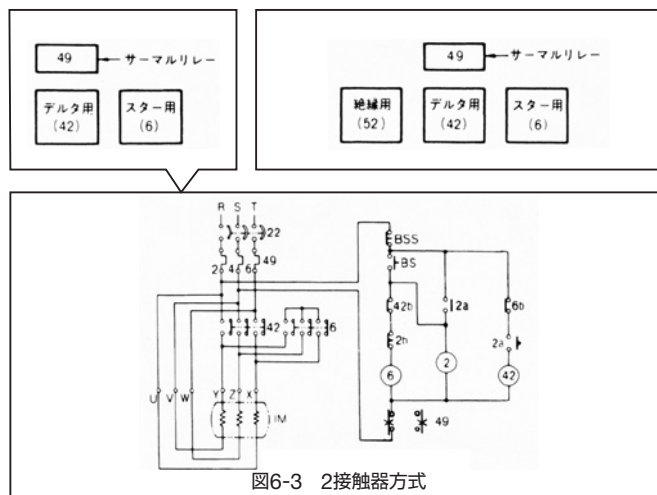 49 サーマルリレー
デルタ用 スター用
(42) (6)
49 サーマルリレー
絶縁用 デルタ用 スター用
(52) (42) (6)
R S T
22
49
2 4 6
42 6
U V W Y Z X
IM
BSS
BS
42b 2a 6b
2b 2a
6 2 42
49
図6-3 2接触器方式